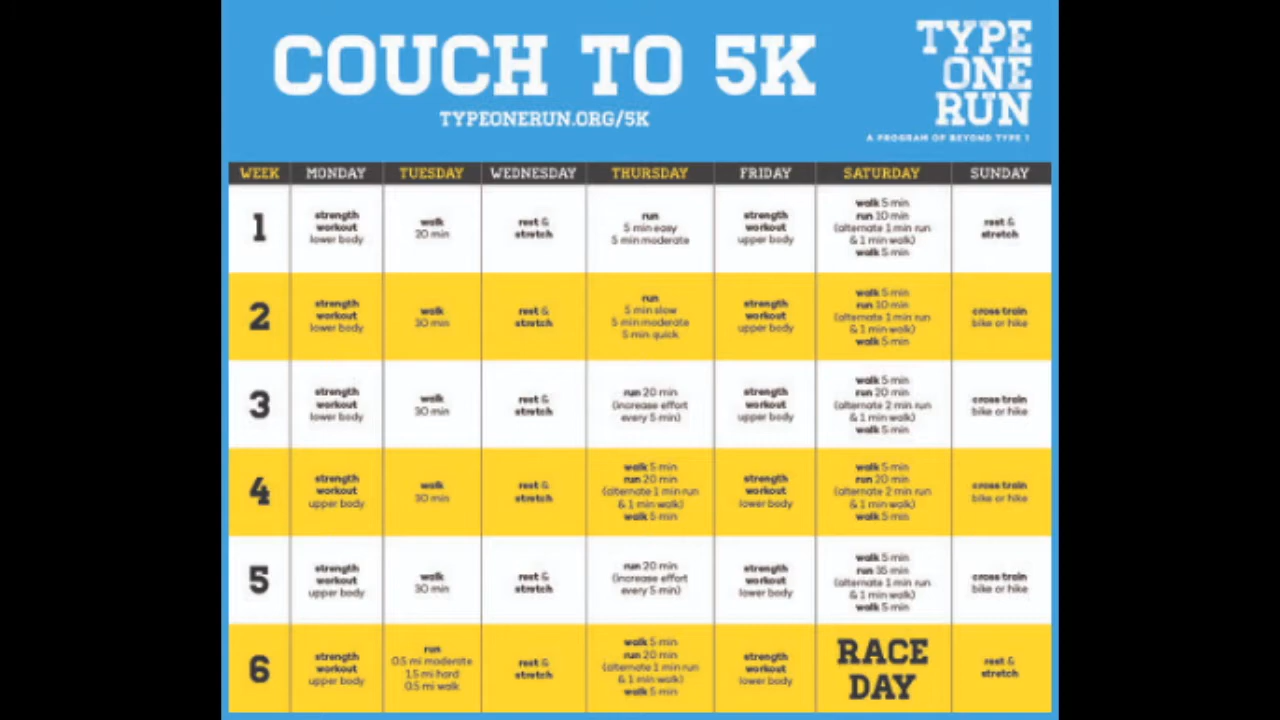 COUCH TO 5K
TYPEONERUN.ORG/5K
TYPE
ONE
RUN
A PROGRAM OF BEYOND TYPE 1
WEEK MONDAY TUESDAY WEDNESDAY THURSDAY FRIDAY SATURDAY SUNDAY
1
strength
workout
lower body
walk
20 min
rest &
stretch
run
5 min easy
5 min moderate
strength
workout
upper body
walk 5 min
run 10 min
(alternate 1 min run
& 1 min walk)
walk 5 min
rest &
stretch
2
strength
workout
lower body
walk
30 min
rest &
stretch
run
5 min slow
5 min moderate
5 min quick
strength
workout
upper body
walk 5 min
run 10 min
(alternate 1 min run
& 1 min walk)
walk 5 min
cross train
bike or hike
3
strength
workout
lower body
walk
30 min
rest &
stretch
run 20 min
(increase effort
every 5 min)
strength
workout
upper body
walk 5 min
run 20 min
(alternate 2 min run
& 1 min walk)
walk 5 min
cross train
bike or hike
4
strength
workout
upper body
walk
30 min
rest &
stretch
walk 5 min
run 20 min
(alternate 1 min run
& 1 min walk)
walk 5 min
strength
workout
lower body
walk 5 min
run 20 min
(alternate 2 min run
& 1 min walk)
walk 5 min
cross train
bike or hike
5
strength
workout
upper body
walk
30 min
rest &
stretch
run 20 min
(increase effort
every 5 min)
strength
workout
lower body
walk 5 min
run 35 min
(alternate 1 min run
& 1 min walk)
walk 5 min
cross train
bike or hike
6
strength
workout
upper body
run
0.5 mi moderate
1.5 mi hard
0.5 mi walk
rest &
stretch
walk 5 min
run 20 min
(alternate 1 min run
& 1 min walk)
walk 5 min
strength
workout
lower body
RACE
DAY
rest &
stretch